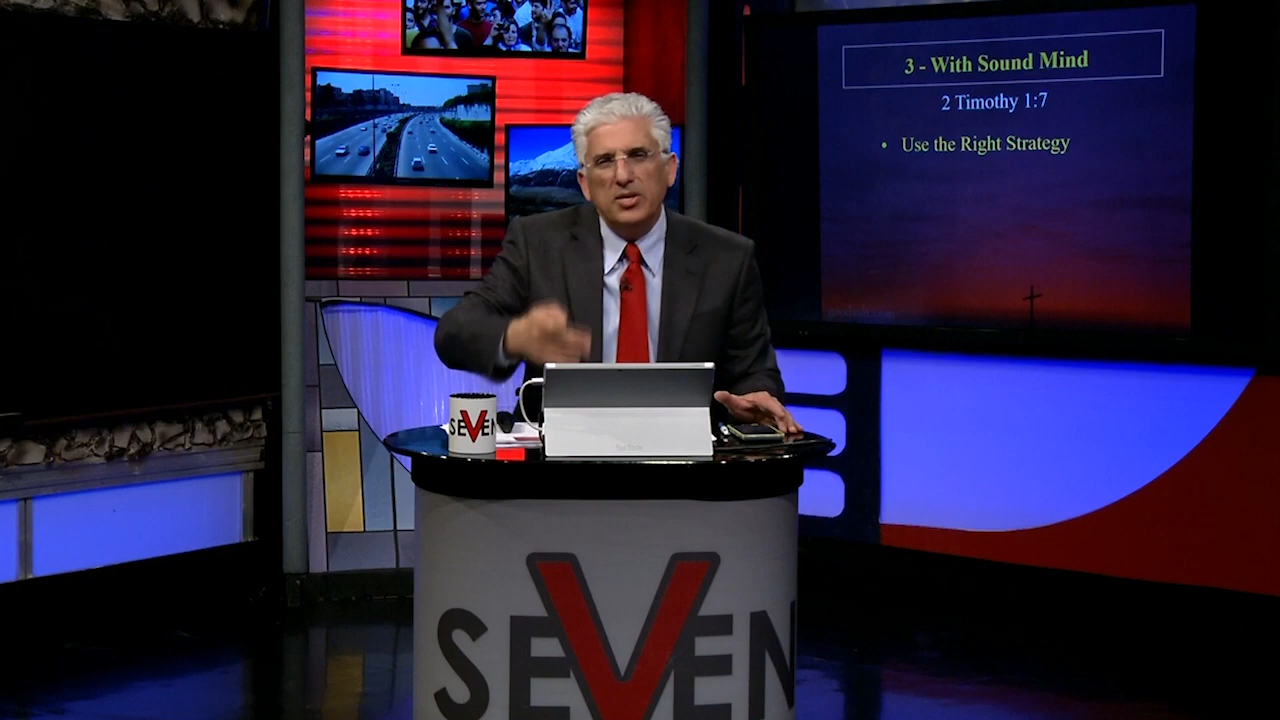 3 - With Sound Mind
2 Timothy 1:7
• Use the Right Strategy
SEVEN
SEVEN